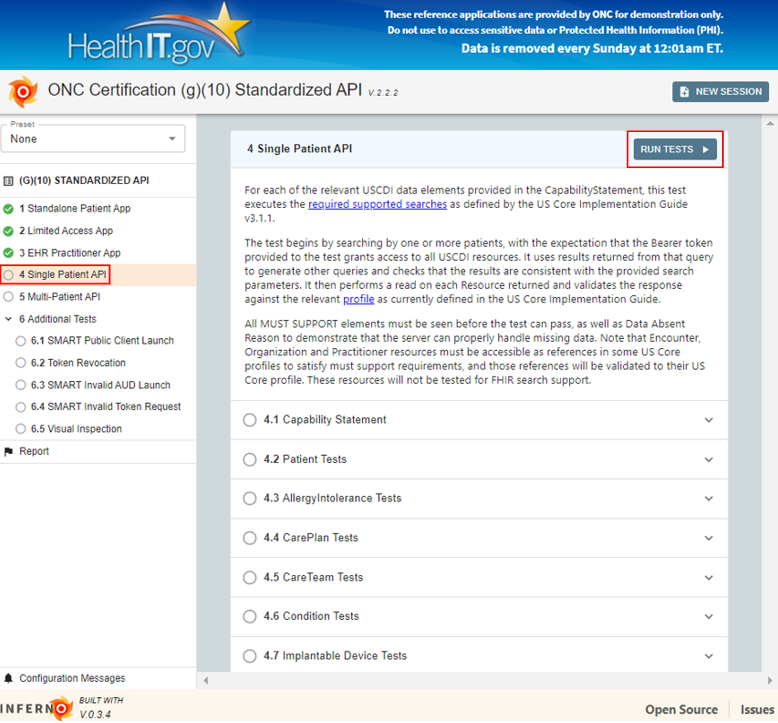 HealthIT.gov
These reference applications are provided by ONC for demonstration only.
Do not use to access sensitive data or Protected Health Information (PHI).
Data is removed every Sunday at 12:01am ET.
ONC Certification (g)(10) Standardized API V.2.2.2
NEW SESSION
Preset
None
(G)(10) STANDARDIZED API
1 Standalone Patient App
2 Limited Access App
3 EHR Practitioner App
4 Single Patient API
5 Multi-Patient API
6 Additional Tests
6.1 SMART Public Client Launch
6.2 Token Revocation
6.3 SMART Invalid AUD Launch
6.4 SMART Invalid Token Request
6.5 Visual Inspection
Report
4 Single Patient API
RUN TESTS
For each of the relevant USCDI data elements provided in the CapabilityStatement, this test
executes the required supported searches as defined by the US Core Implementation Guide
v3.1.1.
The test begins by searching by one or more patients, with the expectation that the Bearer token
provided to the test grants access to all USCDI resources. It uses results returned from that query
to generate other queries and checks that the results are consistent with the provided search
parameters. It then performs a read on each Resource returned and validates the response
against the relevant profile as currently defined in the US Core Implementation Guide.
All MUST SUPPORT elements must be seen before the test can pass, as well as Data Absent
Reason to demonstrate that the server can properly handle missing data. Note that Encounter,
Organization and Practitioner resources must be accessible as references in some US Core
profiles to satisfy must support requirements, and those references will be validated to their US
Core profile. These resources will not be tested for FHIR search support.
4.1 Capability Statement
4.2 Patient Tests
4.3 AllergyIntolerance Tests
4.4 CarePlan Tests
4.5 CareTeam Tests
4.6 Condition Tests
4.7 Implantable Device Tests
Configuration Messages
INFERNO
BUILT WITH
V.0.3.4
Open Source
Issues